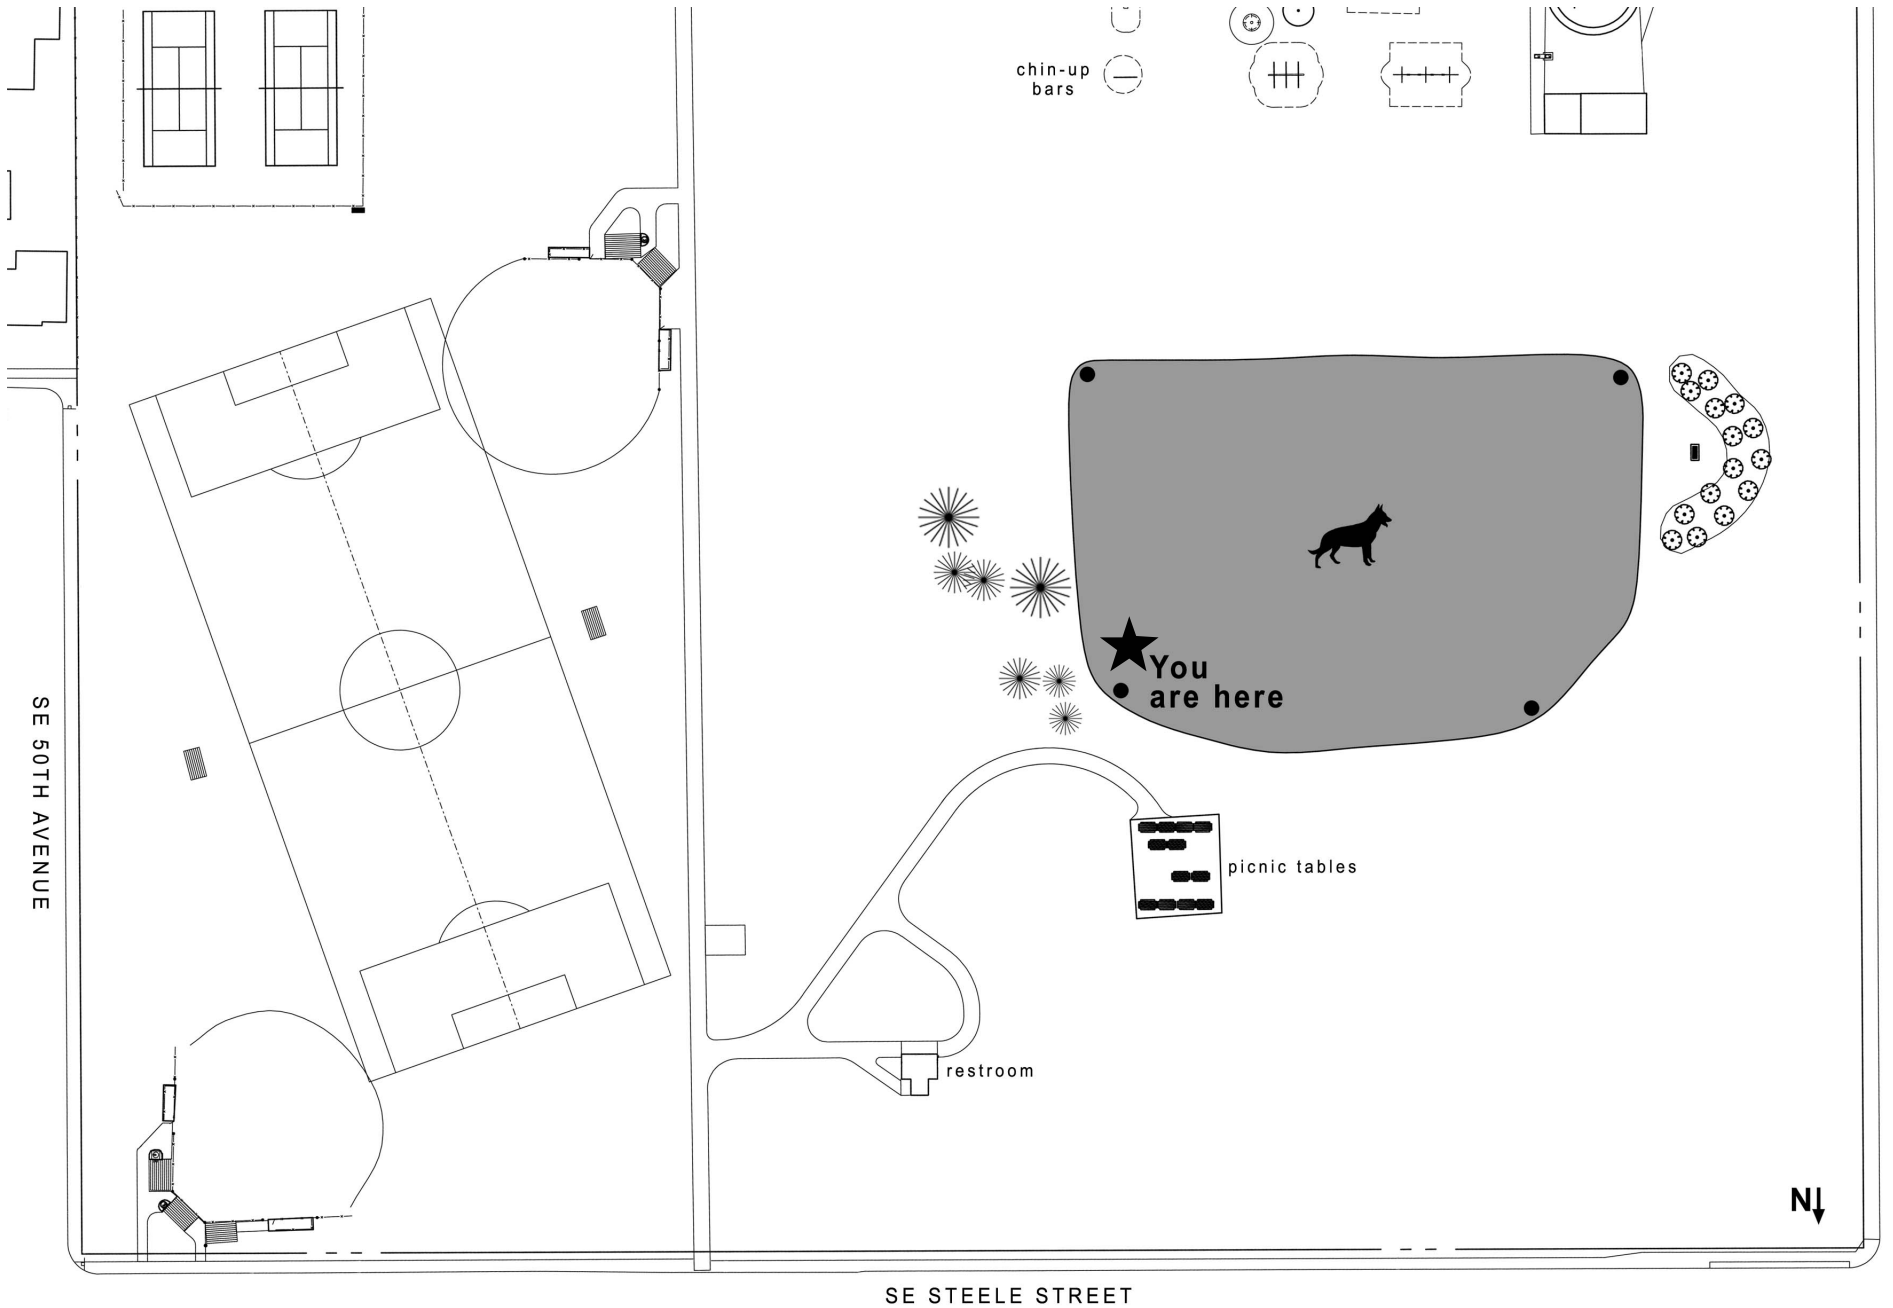 chin-up
bars
You
are here
SE 50TH AVENUE
picnic tables
restroom
N
SE STEELE STREET